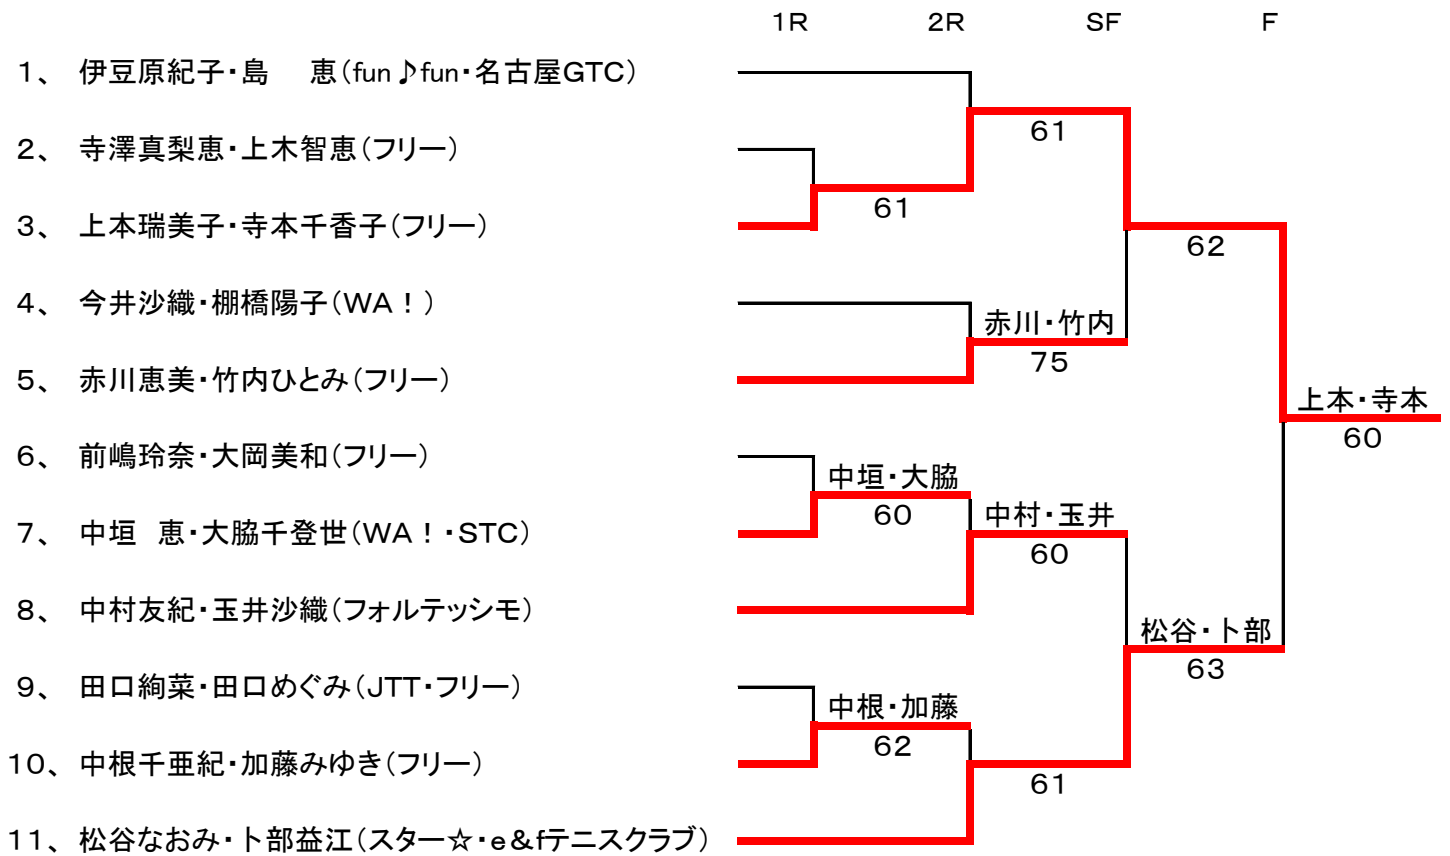 1R 2R SF F
1、 伊豆原紀子・島 恵(fun♪fun・名古屋GTC)
61
2、 寺澤真梨恵・上木智恵(フリー)
61
3、 上本瑞美子・寺本千香子(フリー)
62
4、 今井沙織・棚橋陽子(WA!)
赤川・竹内
75
5、 赤川恵美・竹内ひとみ(フリー)
上本・寺本
60
6、 前嶋玲奈・大岡美和(フリー)
中垣・大脇
60
7、 中垣 恵・大脇千登世(WA!・STC)
中村・玉井
60
8、 中村友紀・玉井沙織(フォルテッシモ)
松谷・卜部
63
9、 田口絢菜・田口めぐみ(JTT・フリー)
中根・加藤
62
10、 中根千亜紀・加藤みゆき(フリー)
61
11、 松谷なおみ・卜部益江(スター☆・e&fテニスクラブ)